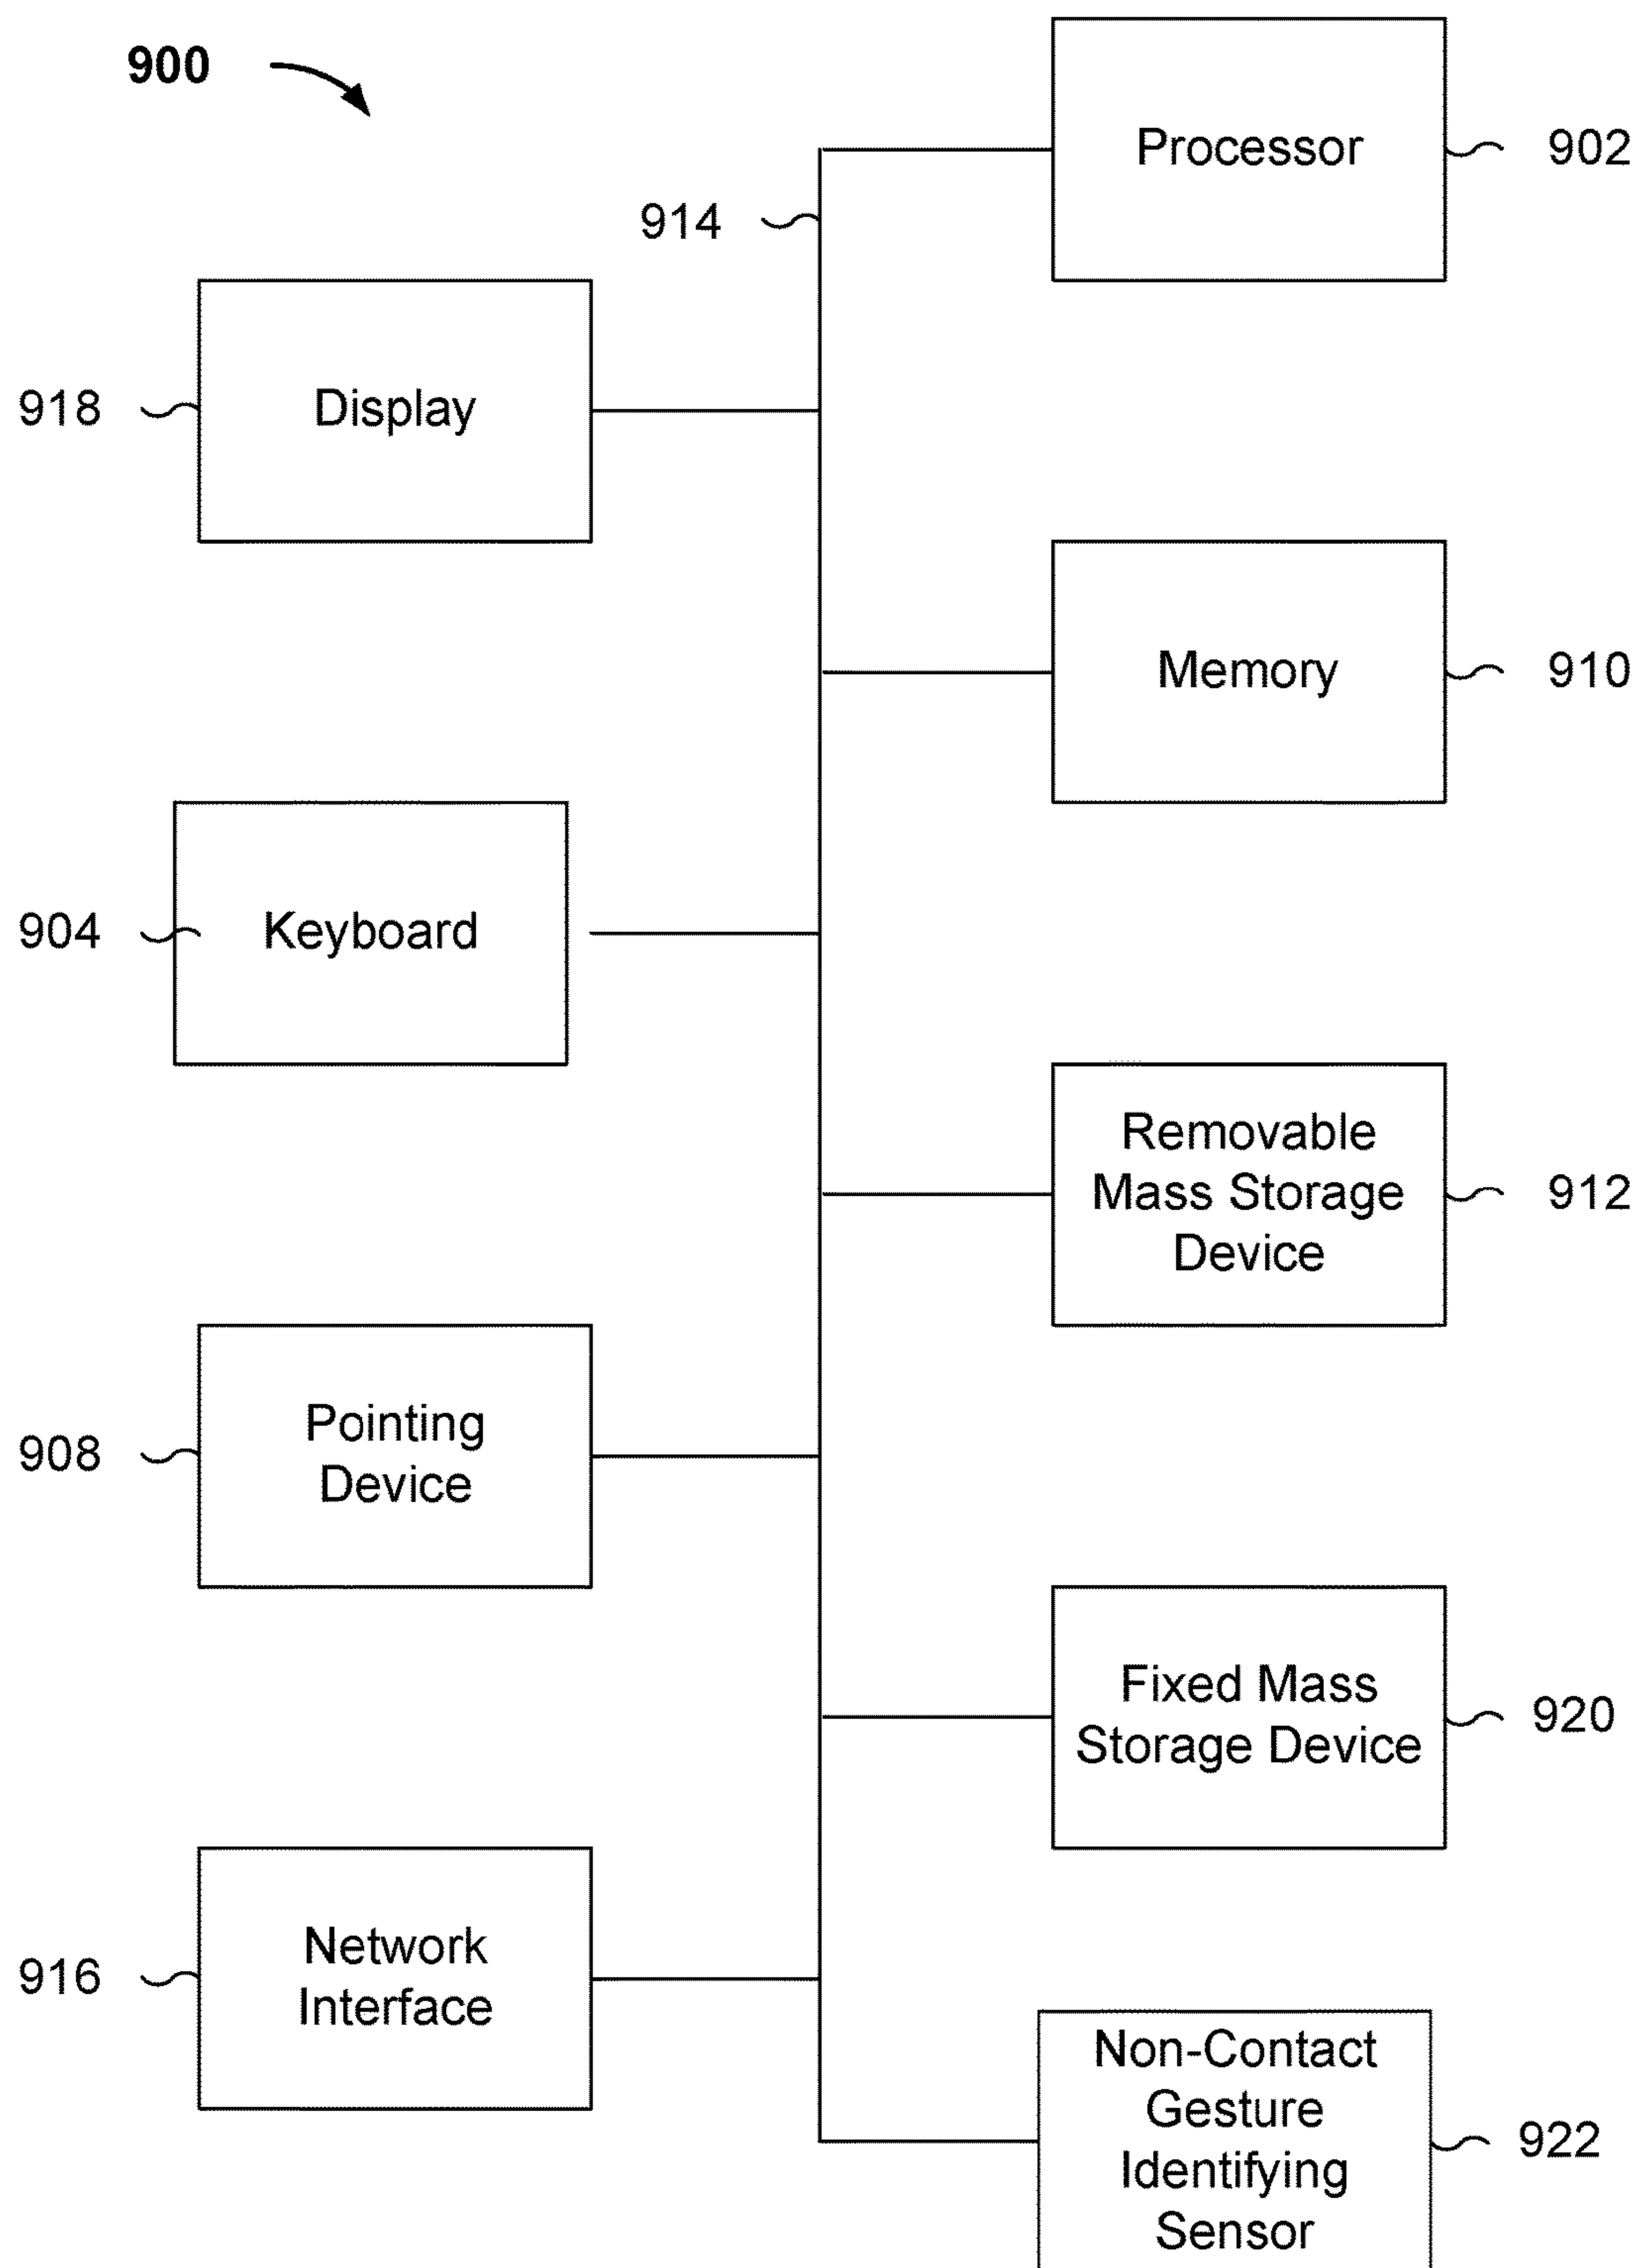 900
Processor
902
914
918
Display
Memory
910
904
Keyboard
Removable
Mass Storage
Device
912
908
Pointing
Device
Fixed Mass
Storage Device
920
916
Network
Interface
Non-Contact
Gesture
Identifying
Sensor
922